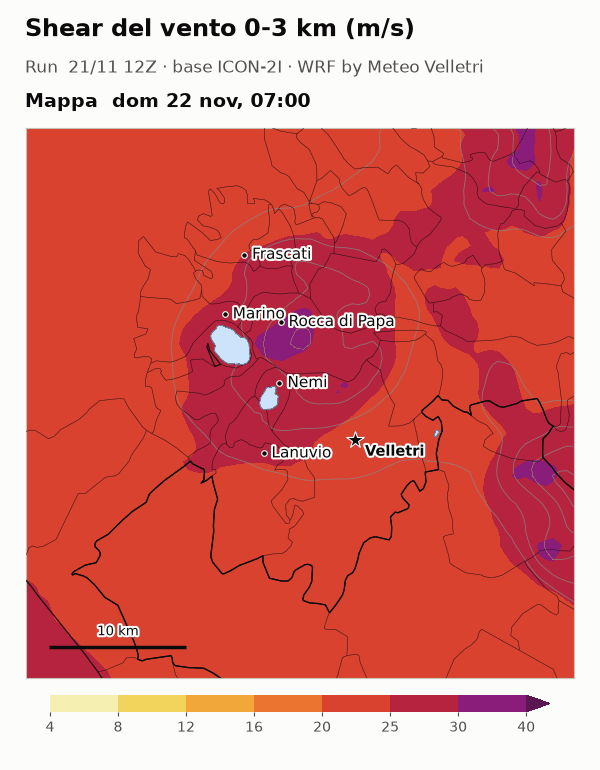 Shear del vento 0-3 km (m/s)
Run  21/11 12Z · base ICON-2I · WRF by Meteo Velletri
Mappa  dom 22 nov, 07:00
Frascati
Marino
Rocca di Papa
Nemi
Velletri
Lanuvio
10 km
4 8 12 16 20 25 30 40